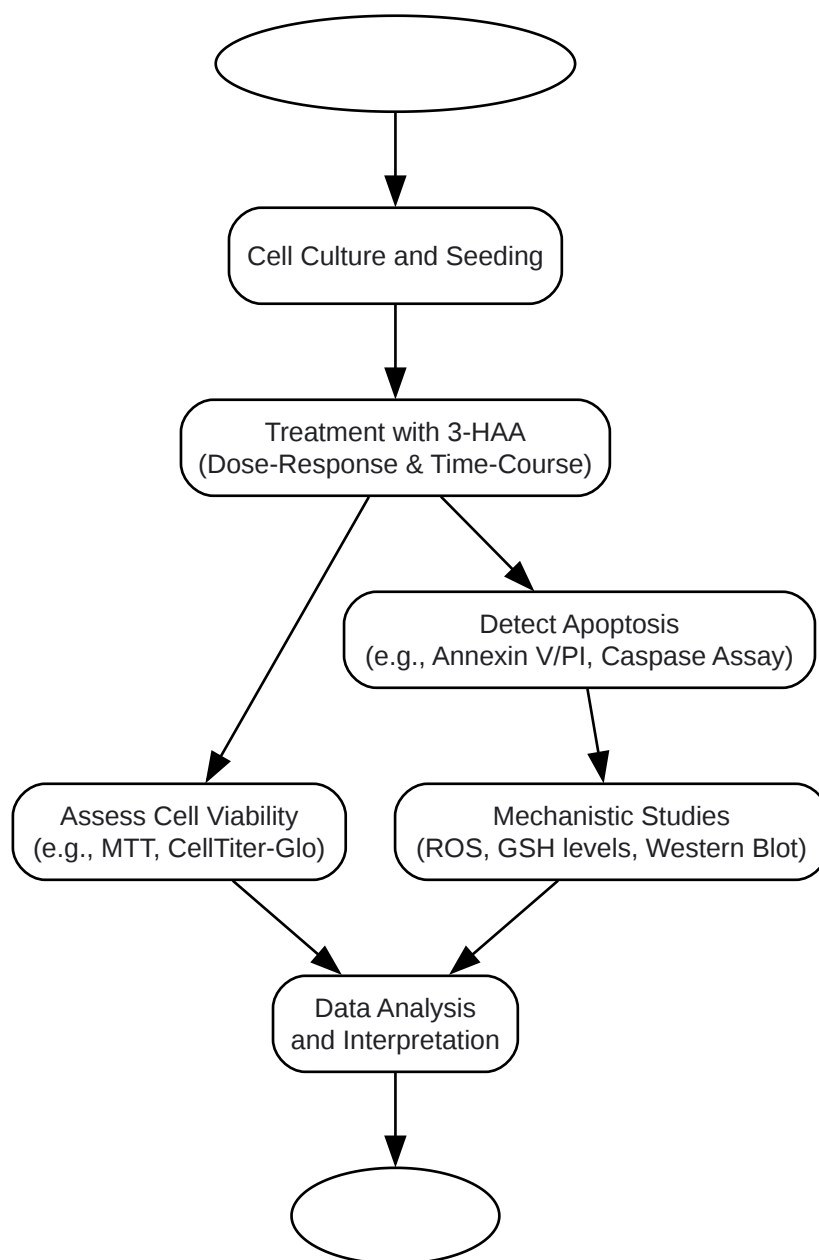 Cell Culture and Seeding
Treatment with 3-HAA
(Dose-Response & Time-Course)
Detect Apoptosis
(e.g., Annexin V/PI, Caspase Assay)
Assess Cell Viability
(e.g., MTT, CellTiter-Glo)
Mechanistic Studies
(ROS, GSH levels, Western Blot)
Data Analysis
and Interpretation